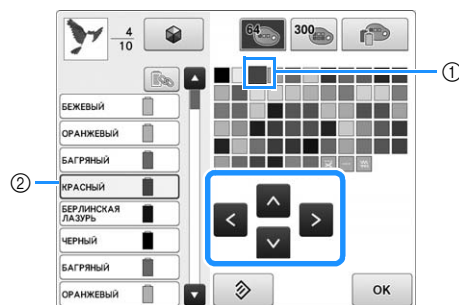 4
10
64
300
①
БЕЖЕВЫЙ
ОРАНЖЕВЫЙ
БАГРЯНЫЙ
② КРАСНЫЙ
БЕРЛИНСКАЯ
ЛАЗУРЬ
ЧЕРНЫЙ
БАГРЯНЫЙ
ОРАНЖЕВЫЙ
OK